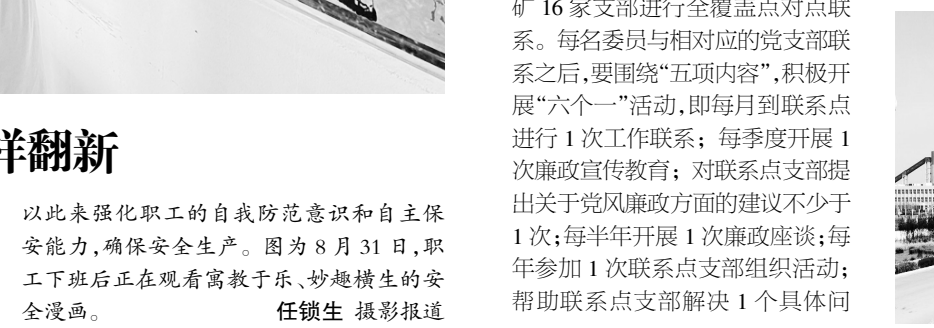 样翻新
以此来强化职工的自我防范意识和自主保
安能力,确保安全生产。图为 8 月 31 日,职
工下班后正在观看寓教于乐、妙趣横生的安
全漫画。 任锁生 摄影报道
矿 16 家支部进行全覆盖点对点联
系。每名委员与相对应的党支部联
系之后,要围绕“五项内容”,积极开
展“六个一”活动,即每月到联系点
进行 1 次工作联系；每季度开展 1
次廉政宣传教育；对联系点支部提
出关于党风廉政方面的建议不少于
1 次;每半年开展 1 次廉政座谈;每
年参加 1 次联系点支部组织活动；
帮助联系点支部解决 1 个具体问